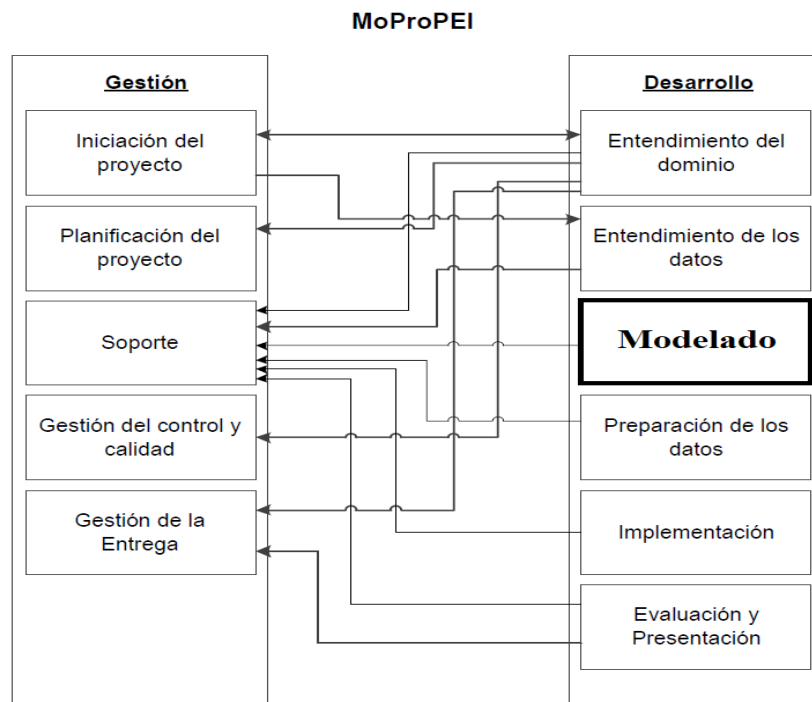 MoProPEI
Gestión
Iniciación del
proyecto
Planificación del
proyecto
Soporte
Gestión del control y
calidad
Gestión de la
Entrega
Desarrollo
Entendimiento del
dominio
Entendimiento de los
datos
Modelado
Preparación de los
datos
Implementación
Evaluación y
Presentación